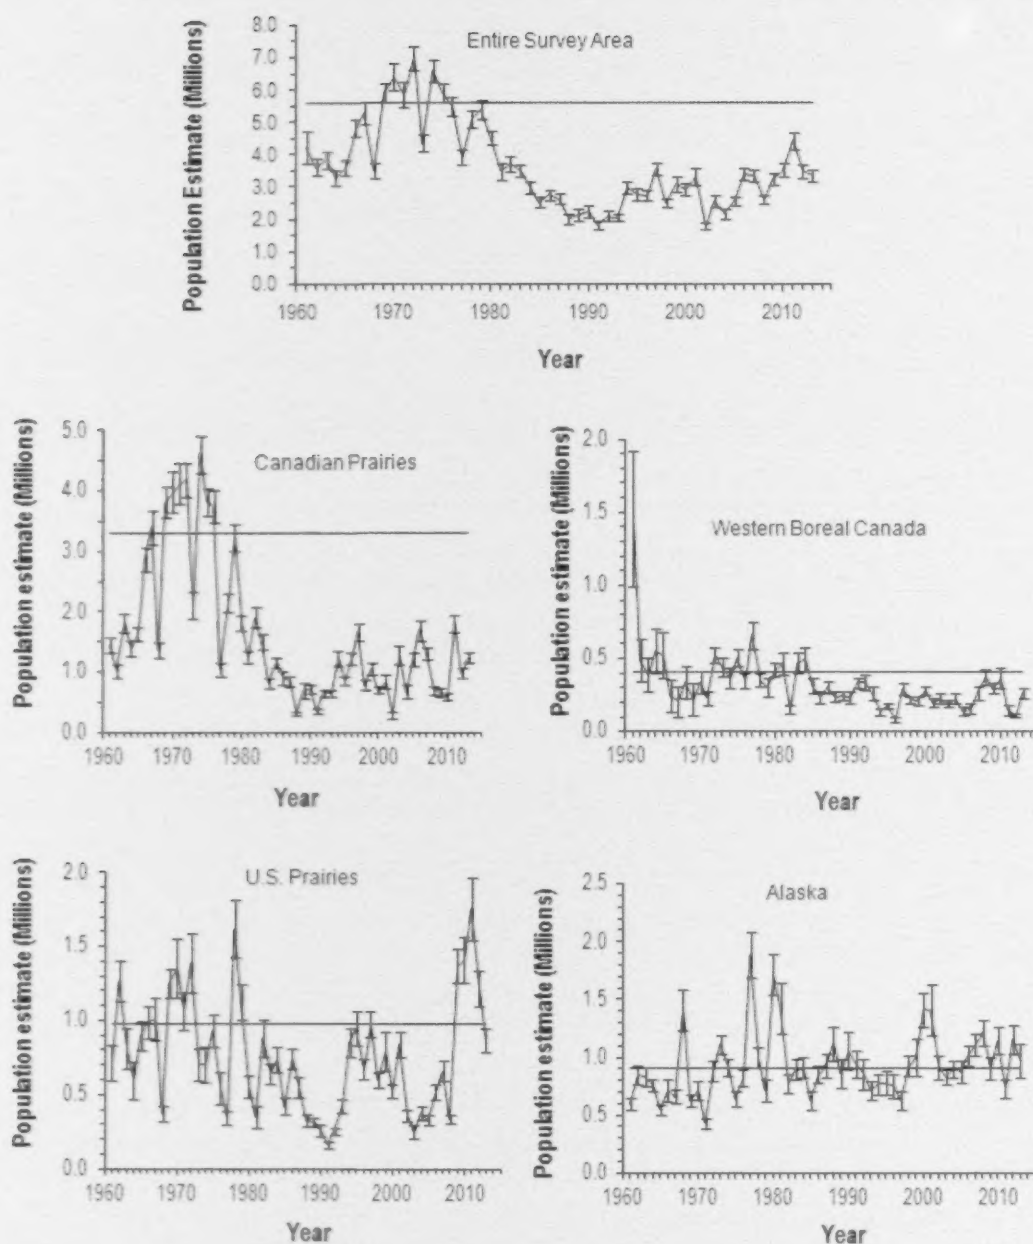 Entire Survey Area
Population Estimate (Millions)
8.0
7.0
6.0
5.0
4.0
3.0
2.0
1.0
0.0
1960 1970 1980 1990 2000 2010
Year
Canadian Prairies
Population estimate (Millions)
5.0
4.0
3.0
2.0
1.0
0.0
1960 1970 1980 1990 2000 2010
Year
Western Boreal Canada
Population estimate (Millions)
2.0
1.5
1.0
0.5
0.0
1960 1970 1980 1990 2000 2010
Year
U.S. Prairies
Population estimate (Millions)
2.0
1.5
1.0
0.5
0.0
1960 1970 1980 1990 2000 2010
Year
Alaska
Population estimate (Millions)
2.5
2.0
1.5
1.0
0.5
0.0
1960 1970 1980 1990 2000 2010
Year